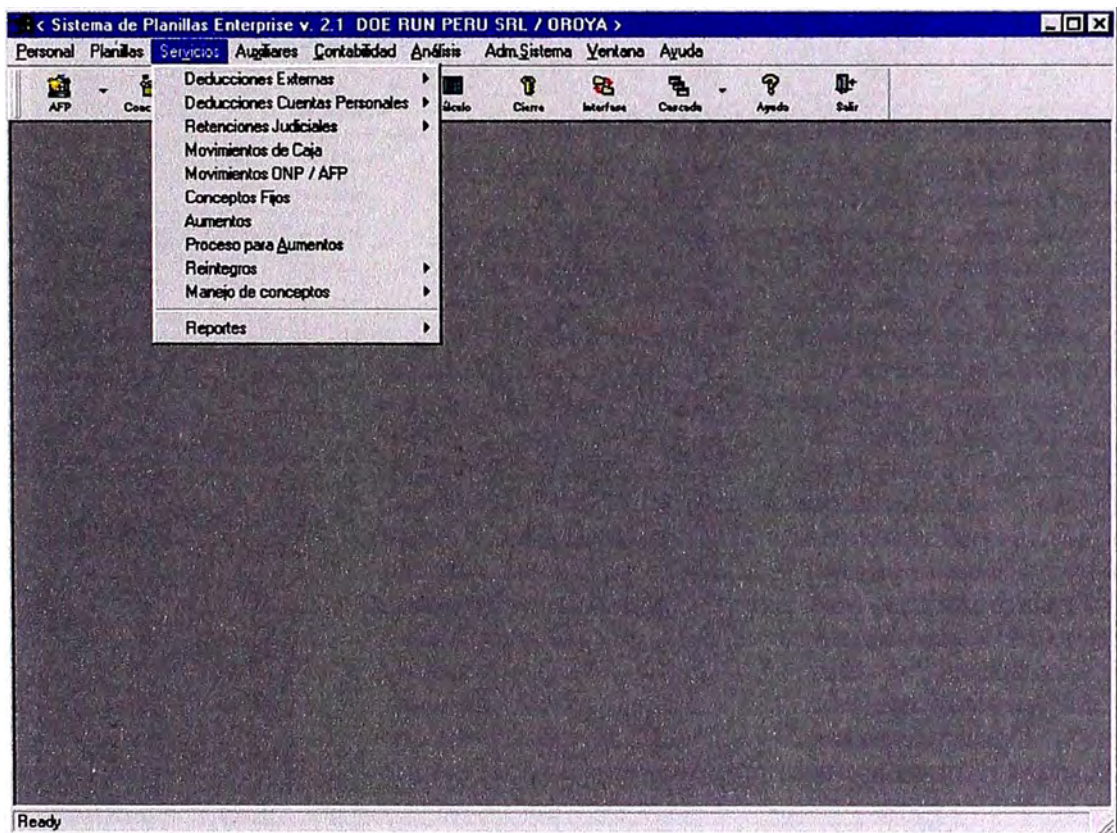 < Sistema de Planillas Enterprise v. 2.1 DOE RUN PERU SRL / OROYA >
Personal Planillas Servicios Auxiliares Contabilidad Análisis Adm.Sistema Ventana Ayuda
AFP Cierre Interfase Cascada Ayuda Salir
Deducciones Externas
Deducciones Cuentas Personales
Retenciones Judiciales
Movimientos de Caja
Movimientos ONP / AFP
Conceptos Fijos
Aumentos
Proceso para Aumentos
Reintegros
Manejo de conceptos
Reportes
Ready